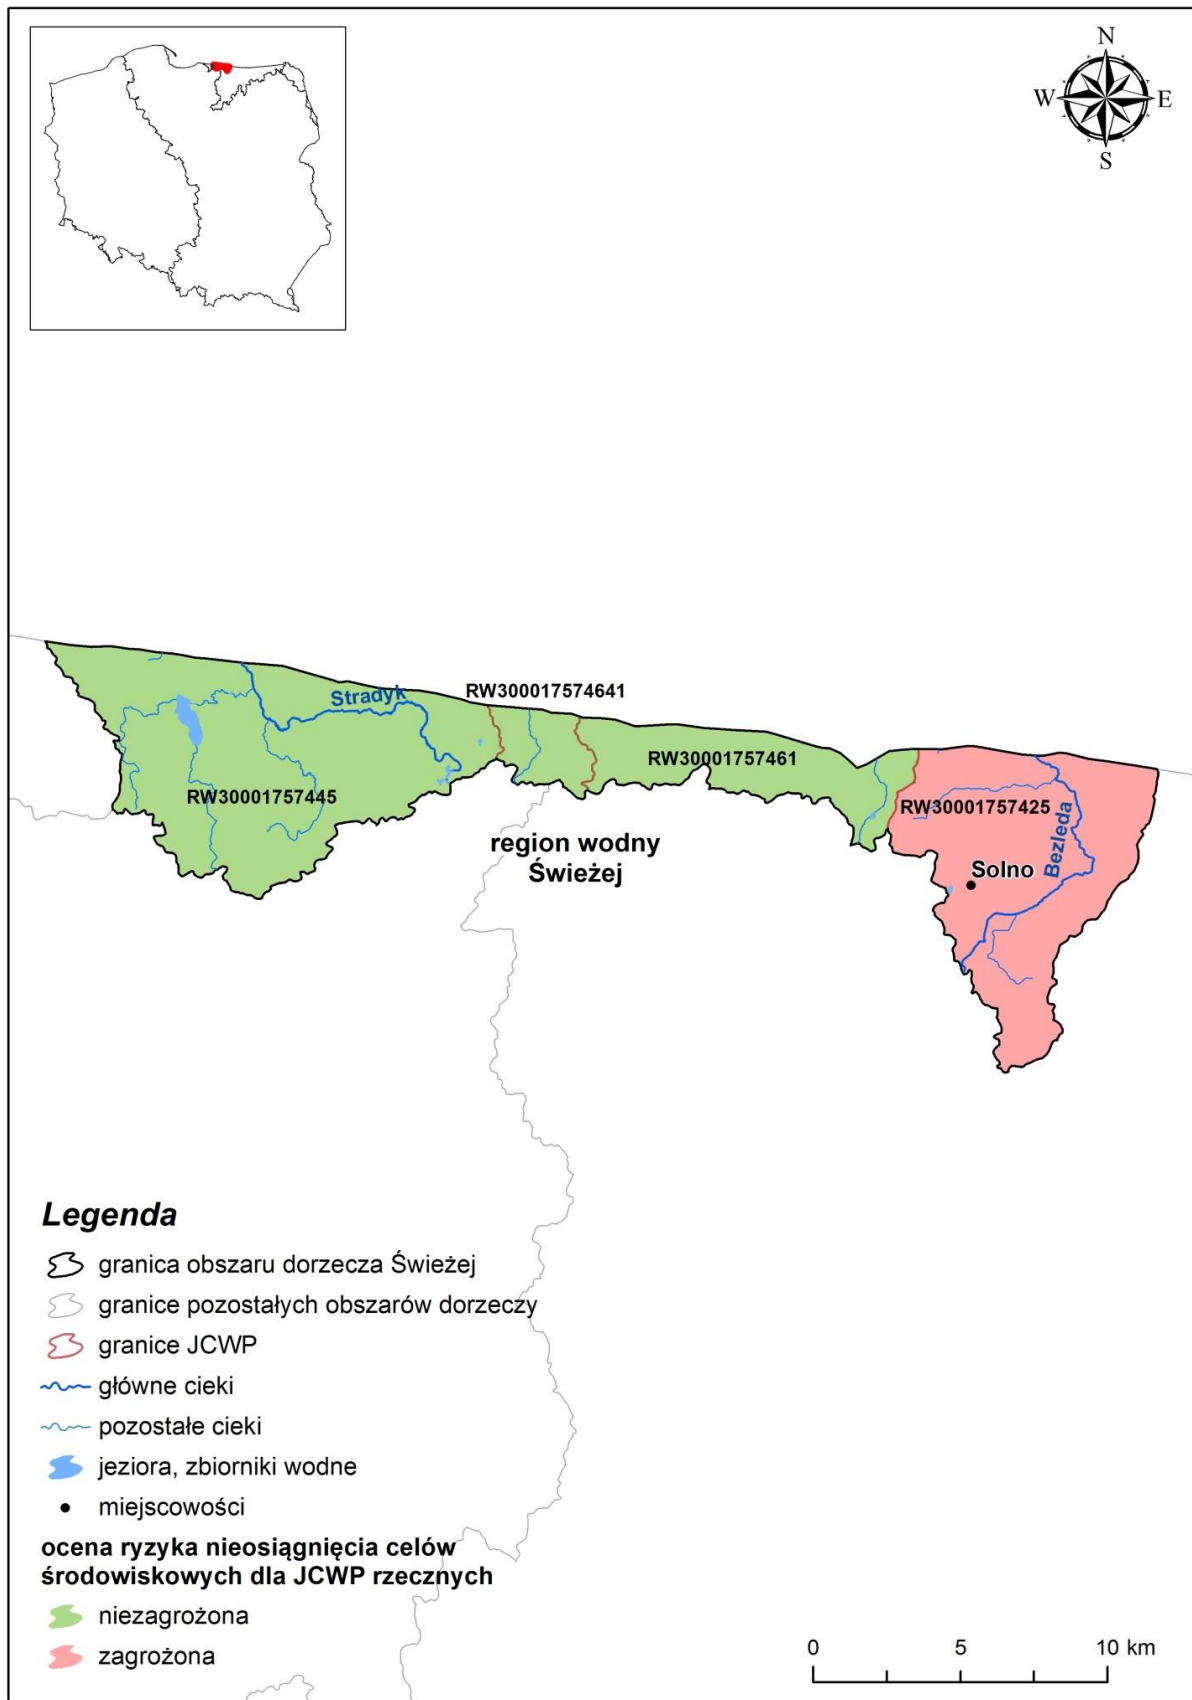 N
W
E
S
RW300017574641
Stradyk
RW30001757461
RW30001757445
RW30001757425
region wodny
Świeżej
Bezleda
Solno
Legenda
granica obszaru dorzecza Świeżej
granice pozostałych obszarów dorzeczy
granice JCWP
główne cieki
pozostałe cieki
jeziora, zbiorniki wodne
miejscowości
ocena ryzyka nieosiągnięcia celów
środowiskowych dla JCWP rzecznych
niezagrożona
zagrożona
0 5 10 km